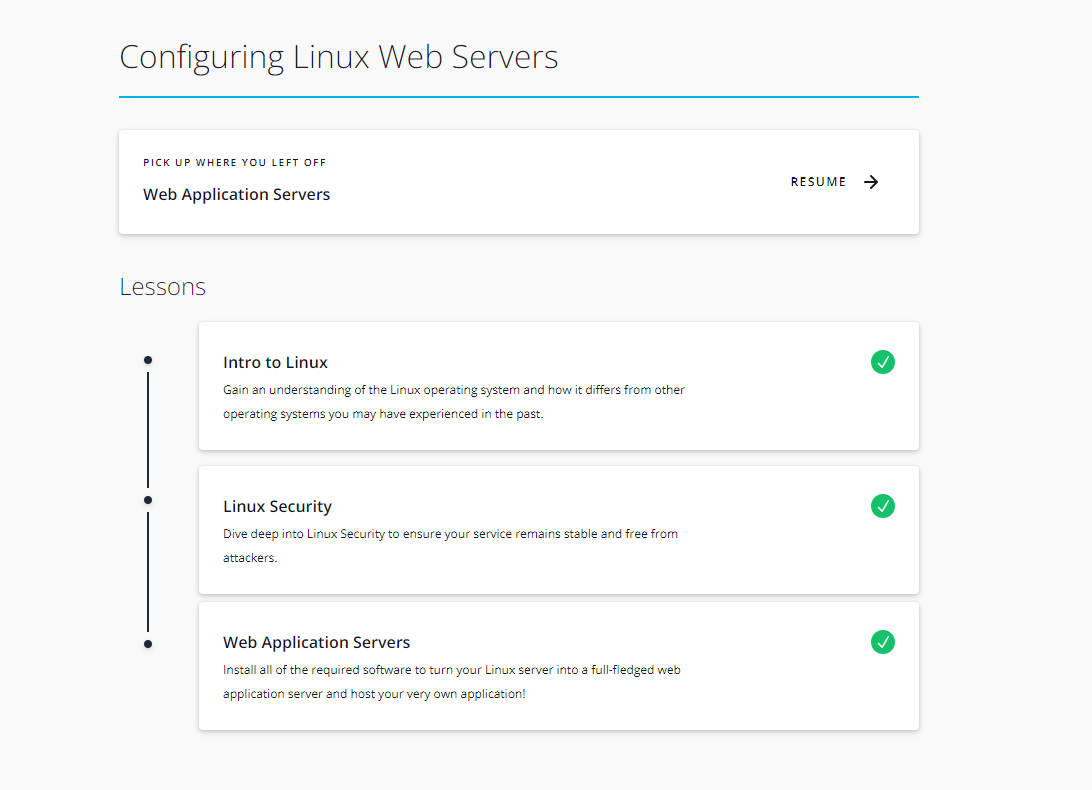 Configuring Linux Web Servers
PICK UP WHERE YOU LEFT OFF
Web Application Servers
RESUME
Lessons
Intro to Linux
Gain an understanding of the Linux operating system and how it differs from other
operating systems you may have experienced in the past.
Linux Security
Dive deep into Linux Security to ensure your service remains stable and free from
attackers.
Web Application Servers
Install all of the required software to turn your Linux server into a full-fledged web
application server and host your very own application!